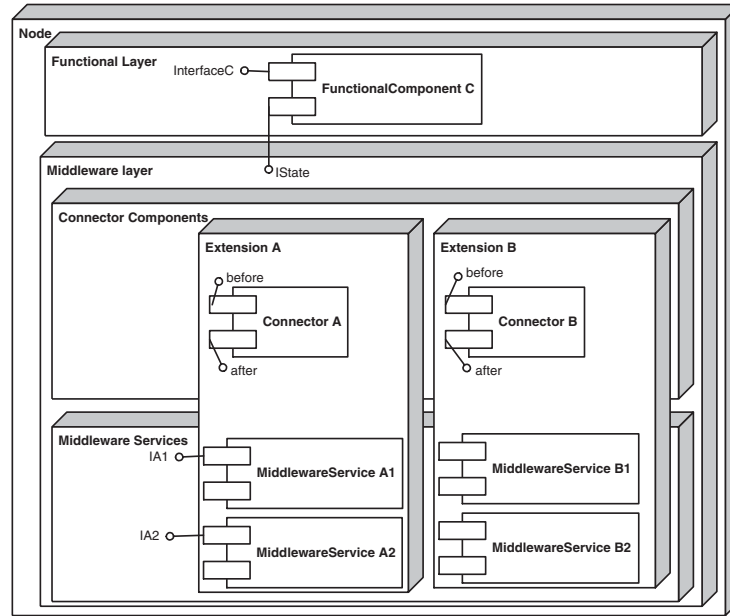 Node
Functional Layer
InterfaceC
FunctionalComponent C
Middleware layer
IState
Connector Components
Extension A
Extension B
before
before
Connector A
Connector B
after
after
Middleware Services
IA1
MiddlewareService A1
MiddlewareService B1
IA2
MiddlewareService A2
MiddlewareService B2